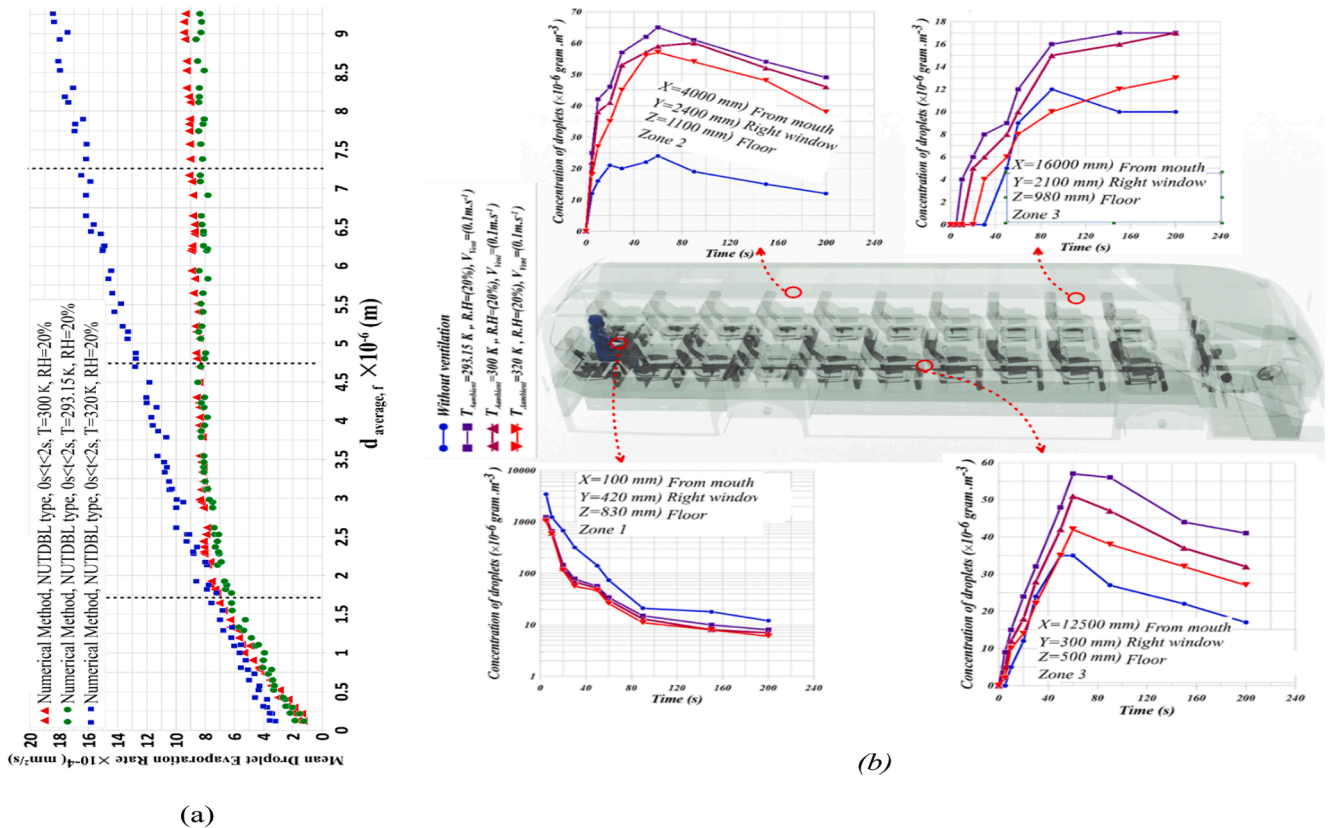 Mean Droplet Evaporation Rate ×10-4( mm²/s)
20 18 16 14 12 10 8 6 4 2 0
Numerical Method, NUTDBL type, 0s<t<2s, T=300 K, RH=20%
Numerical Method, NUTDBL type, 0s<t<2s, T=293.15K, RH=20%
Numerical Method, NUTDBL type, 0s<t<2s, T=320K, RH=20%
0 0.5 1 1.5 2 2.5 3 3.5 4 4.5 5 5.5 6 6.5 7 7.5 8 8.5 9
d average, f ×10⁻⁶ (m)
(a)
Concentration of droplets (×10⁻⁶ gram .m⁻³)
70
60
50
40
30
20
10
0
X=4000 mm) From mouth
Y=2400 mm) Right window
Z=1100 mm) Floor
Zone 2
0 40 80 120 160 200 240
Time (s)
Concentration of droplets (×10⁻⁶ gram.m⁻³)
18
16
14
12
10
8
6
4
2
0
X=16000 mm) From mouth
Y=2100 mm) Right window
Z=980 mm) Floor
Zone 3
0 40 80 120 160 200 240
Time (s)
Without ventilation
T Ambient=293.15 K ,, R.H=(20%), V Vent=(0.1m.s⁻¹)
T Ambient=300 K ,, R.H=(20%), V Vent=(0.1m.s⁻¹)
T Ambient=320 K , R.H=(20%), V Vent=(0.1m.s⁻¹)
Concentration of droplets (×10⁻⁶ gram .m⁻³)
10000
1000
100
10
1
X=100 mm) From mouth
Y=420 mm) Right window
Z=830 mm) Floor
Zone 1
0 40 80 120 160 200 240
Time (s)
Concentration of droplets (×10⁻⁶ gram .m⁻³)
60
50
40
30
20
10
0
X=12500 mm) From mouth
Y=300 mm) Right window
Z=500 mm) Floor
Zone 3
0 40 80 120 160 200 240
Time (s)
(b)